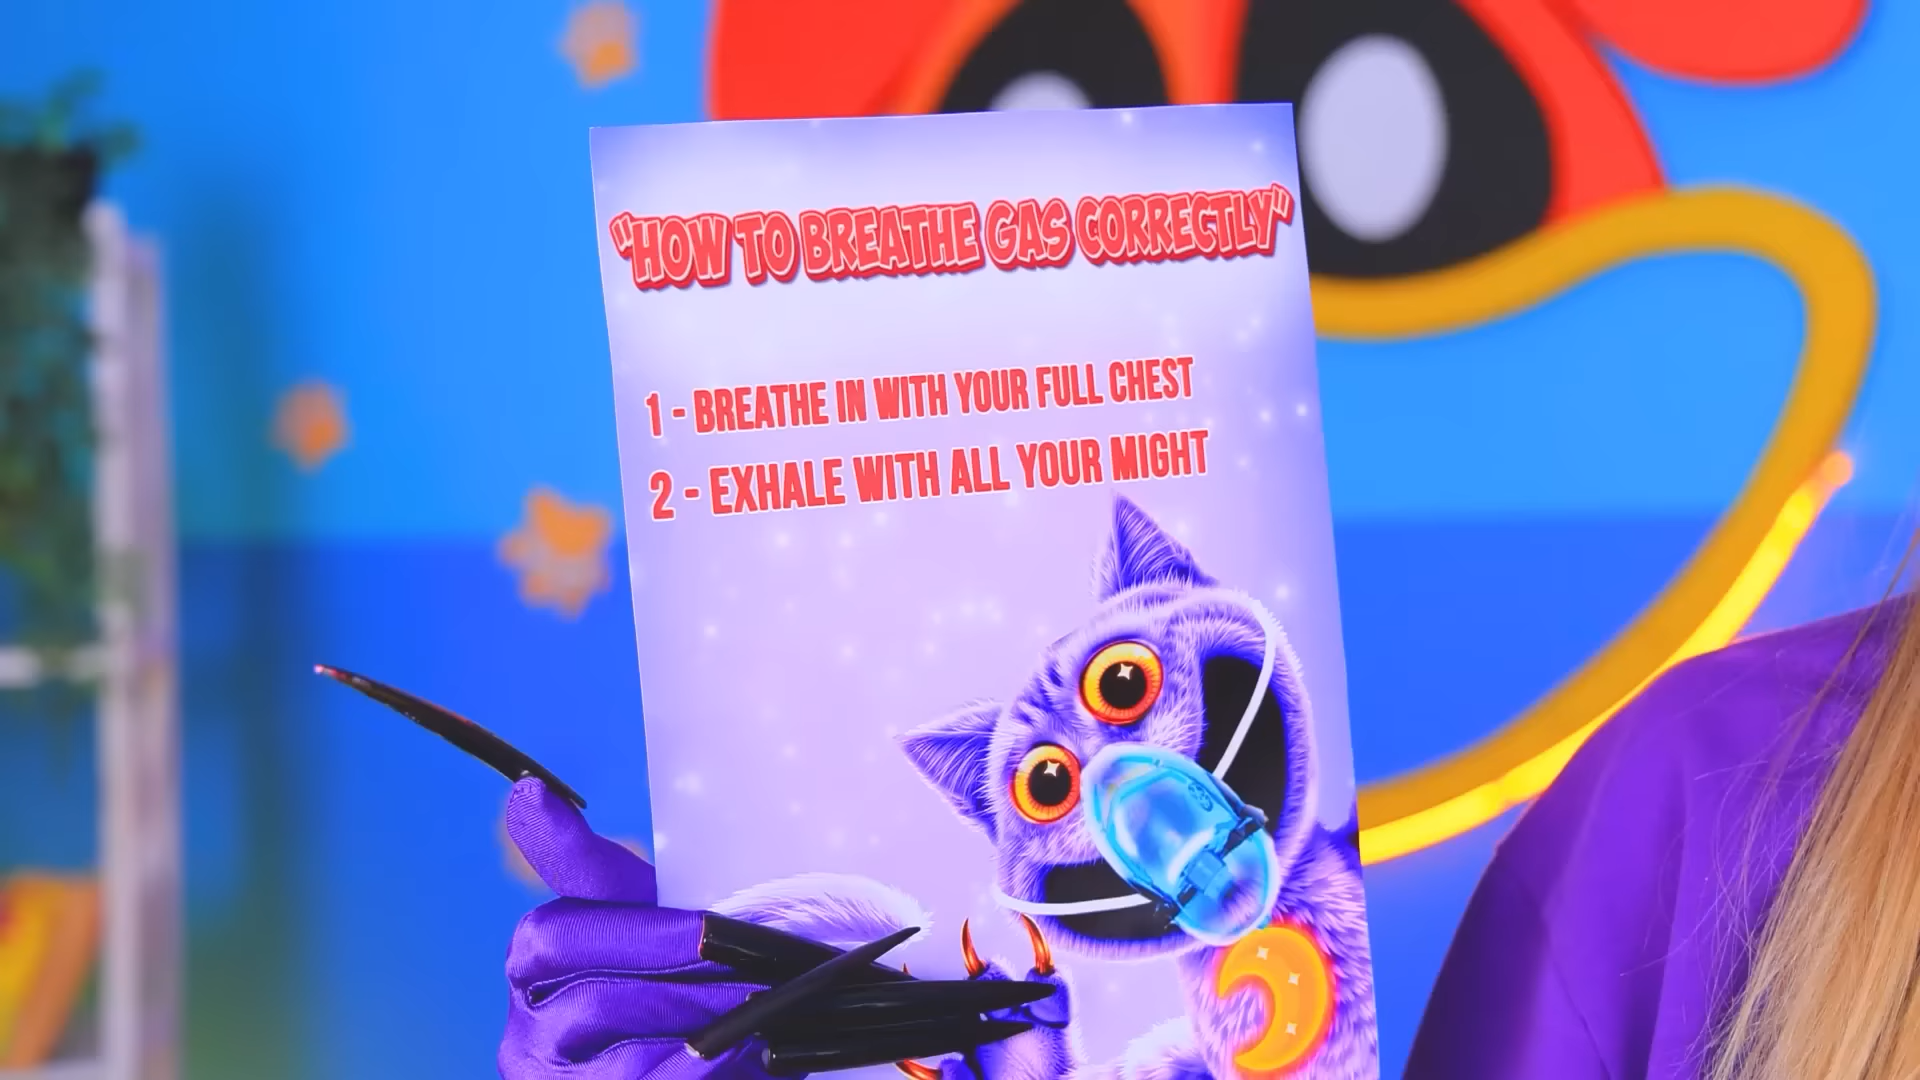 "HOW TO BREATHE GAS CORRECTLY"
1 - BREATHE IN WITH YOUR FULL CHEST
2 - EXHALE WITH ALL YOUR MIGHT